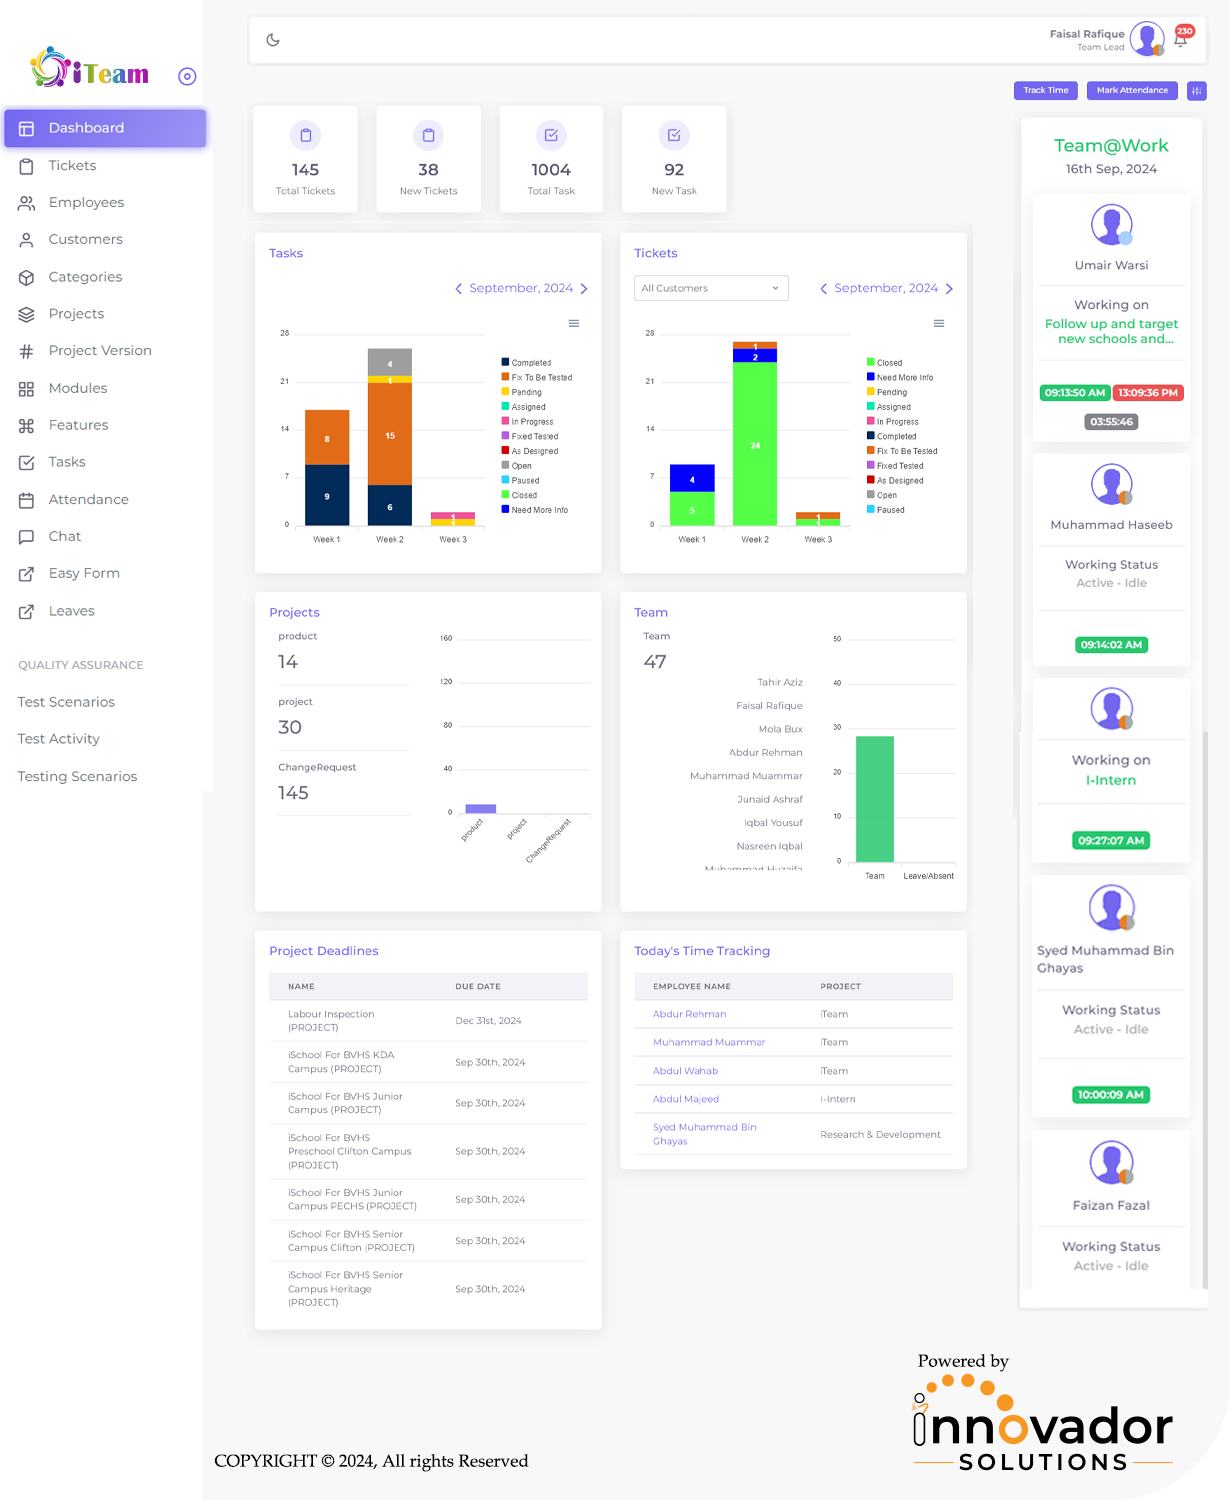 iTeam
Dashboard
Tickets
Employees
Customers
Categories
Projects
Project Version
Modules
Features
Tasks
Attendance
Chat
Easy Form
Leaves
QUALITY ASSURANCE
Test Scenarios
Test Activity
Testing Scenarios
Faisal Rafique
Team Lead
230
Track Time
Mark Attendance
145
Total Tickets
38
New Tickets
1004
Total Task
92
New Task
Tasks
September, 2024
28
21
14
7
0
8
9
4
1
15
6
1
1
Week 1
Week 2
Week 3
Completed
Fix To Be Tested
Pending
Assigned
In Progress
Fixed Tested
As Designed
Open
Paused
Closed
Need More Info
Tickets
All Customers
September, 2024
28
21
14
7
0
4
5
1
2
24
1
1
Week 1
Week 2
Week 3
Closed
Need More Info
Pending
Assigned
In Progress
Completed
Fix To Be Tested
Fixed Tested
As Designed
Open
Paused
Projects
product
14
project
30
ChangeRequest
145
160
120
80
40
0
product
project
ChangeRequest
Team
Team
47
Tahir Aziz
Faisal Rafique
Mola Bux
Abdur Rehman
Muhammad Muammar
Junaid Ashraf
Iqbal Yousuf
Nasreen Iqbal
Muhammad Huzaifa
50
40
30
20
10
0
Team
Leave/Absent
Project Deadlines
NAME DUE DATE
Labour Inspection
(PROJECT)
Dec 31st, 2024
iSchool For BVHS KDA
Campus (PROJECT)
Sep 30th, 2024
iSchool For BVHS Junior
Campus (PROJECT)
Sep 30th, 2024
iSchool For BVHS
Preschool Clifton Campus
(PROJECT)
Sep 30th, 2024
iSchool For BVHS Junior
Campus PECHS (PROJECT)
Sep 30th, 2024
iSchool For BVHS Senior
Campus Clifton (PROJECT)
Sep 30th, 2024
iSchool For BVHS Senior
Campus Heritage
(PROJECT)
Sep 30th, 2024
Today's Time Tracking
EMPLOYEE NAME PROJECT
Abdur Rehman iTeam
Muhammad Muammar iTeam
Abdul Wahab iTeam
Abdul Majeed I-Intern
Syed Muhammad Bin
Ghayas
Research & Development
Team@Work
16th Sep, 2024
Umair Warsi
Working on
Follow up and target
new schools and...
09:13:50 AM 13:09:36 PM
03:55:46
Muhammad Haseeb
Working Status
Active - Idle
09:14:02 AM
Working on
I-Intern
09:27:07 AM
Syed Muhammad Bin
Ghayas
Working Status
Active - Idle
10:00:09 AM
Faizan Fazal
Working Status
Active - Idle
Powered by
innovador
SOLUTIONS
COPYRIGHT © 2024, All rights Reserved